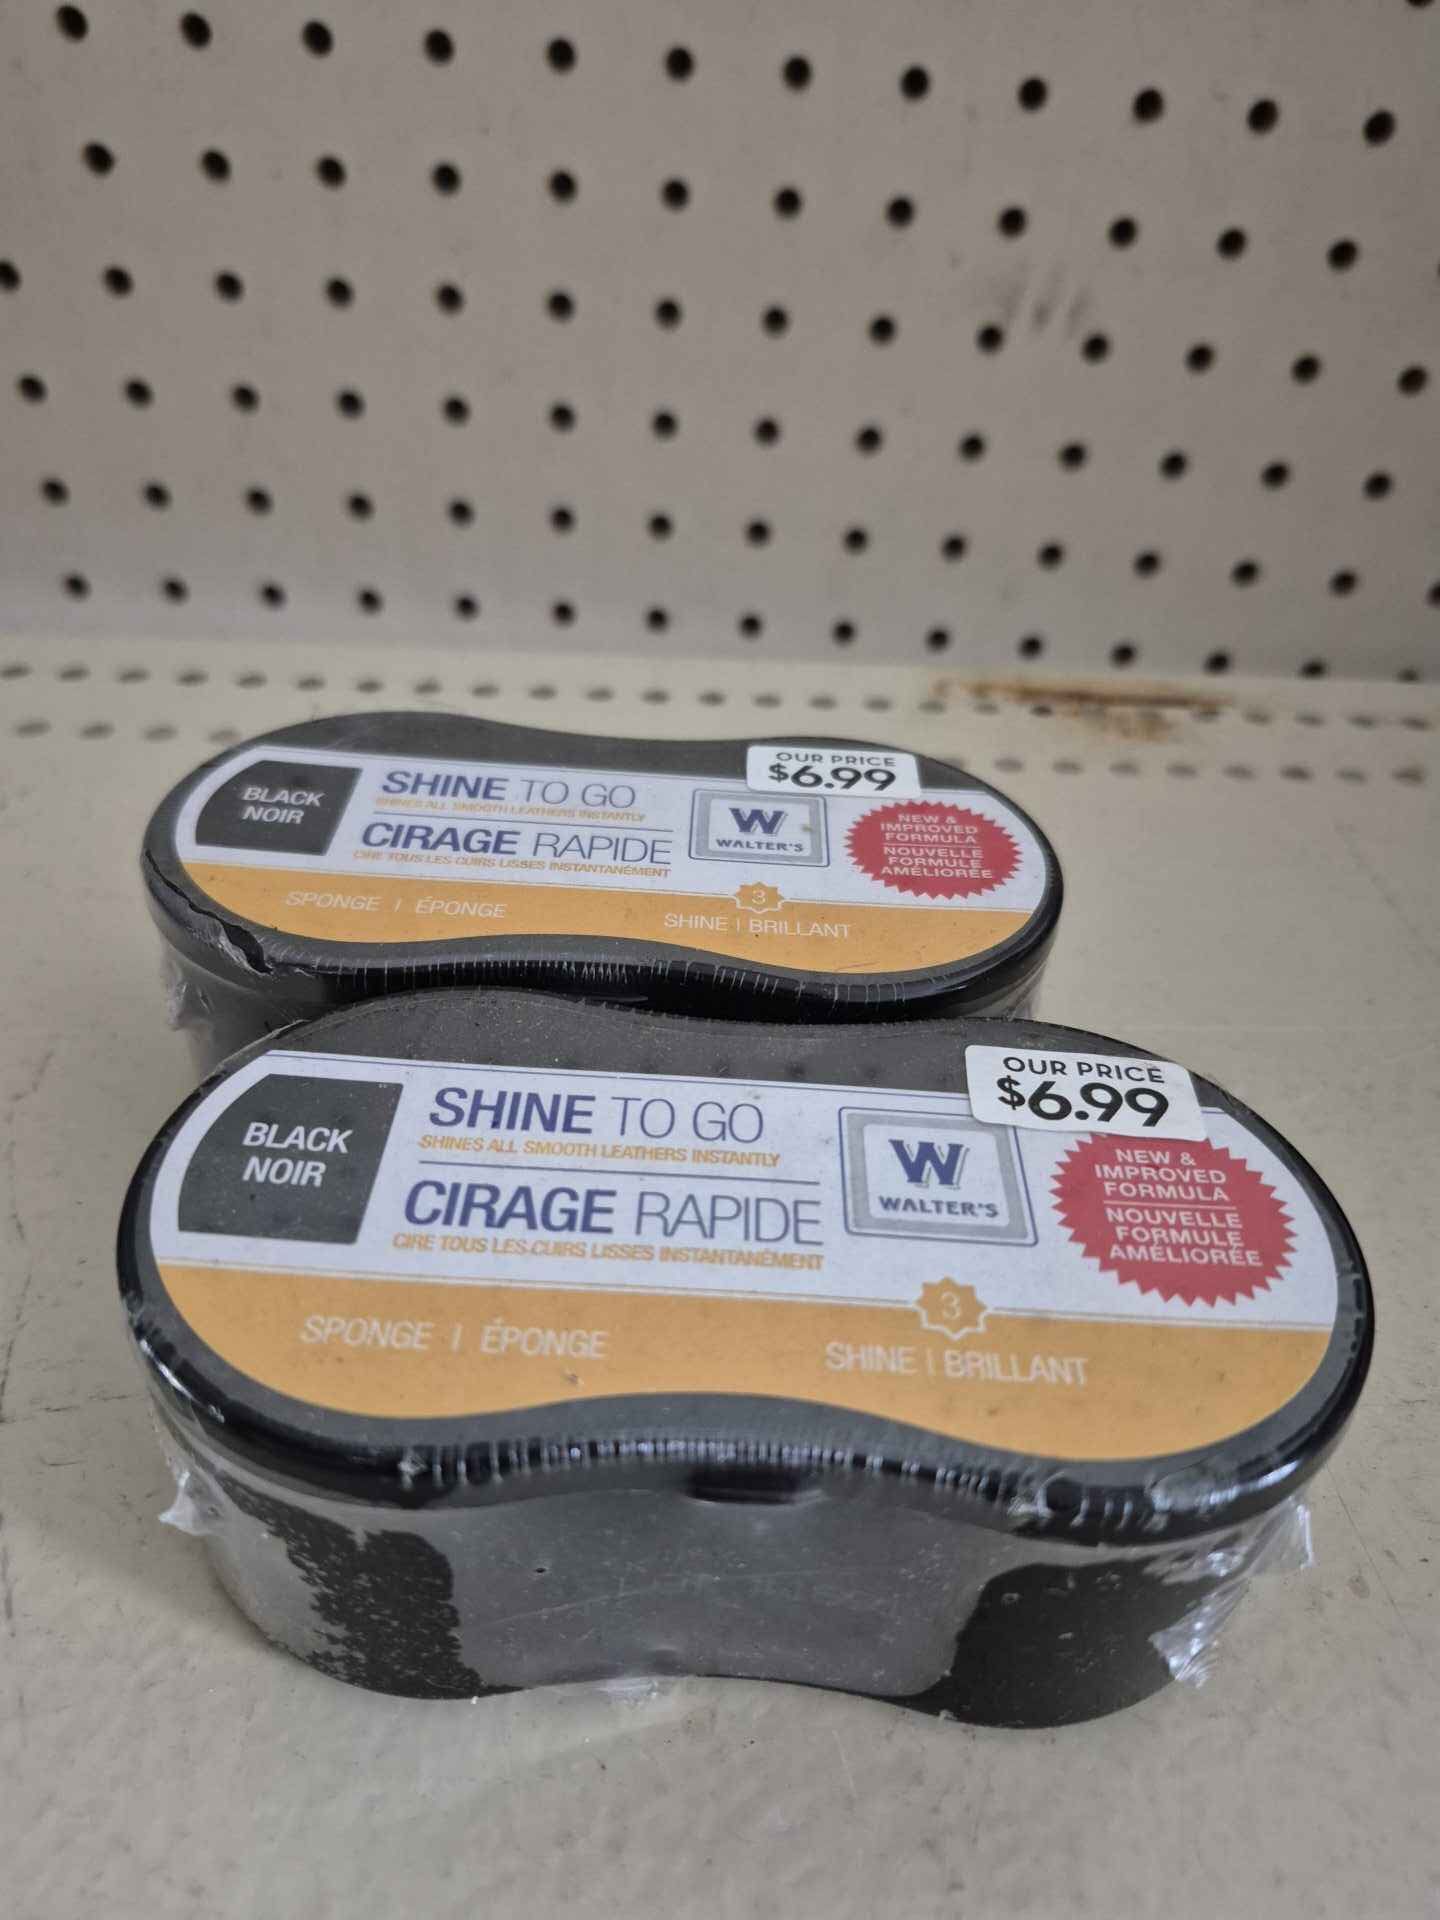 OUR PRICE
$6.99
BLACK
NOIR
SHINE TO GO
SHINES ALL SMOOTH LEATHERS INSTANTLY
CIRAGE RAPIDE
CIRE TOUS LES CUIRS LISSES INSTANTANÉMENT
W
WALTER'S
NEW &
IMPROVED
FORMULA
NOUVELLE
FORMULE
AMÉLIORÉE
SPONGE | ÉPONGE
3
SHINE | BRILLANT
OUR PRICE
$6.99
BLACK
NOIR
SHINE TO GO
SHINES ALL SMOOTH LEATHERS INSTANTLY
CIRAGE RAPIDE
CIRE TOUS LES CUIRS LISSES INSTANTANÉMENT
W
WALTER'S
NEW &
IMPROVED
FORMULA
NOUVELLE
FORMULE
AMÉLIORÉE
SPONGE | ÉPONGE
3
SHINE | BRILLANT